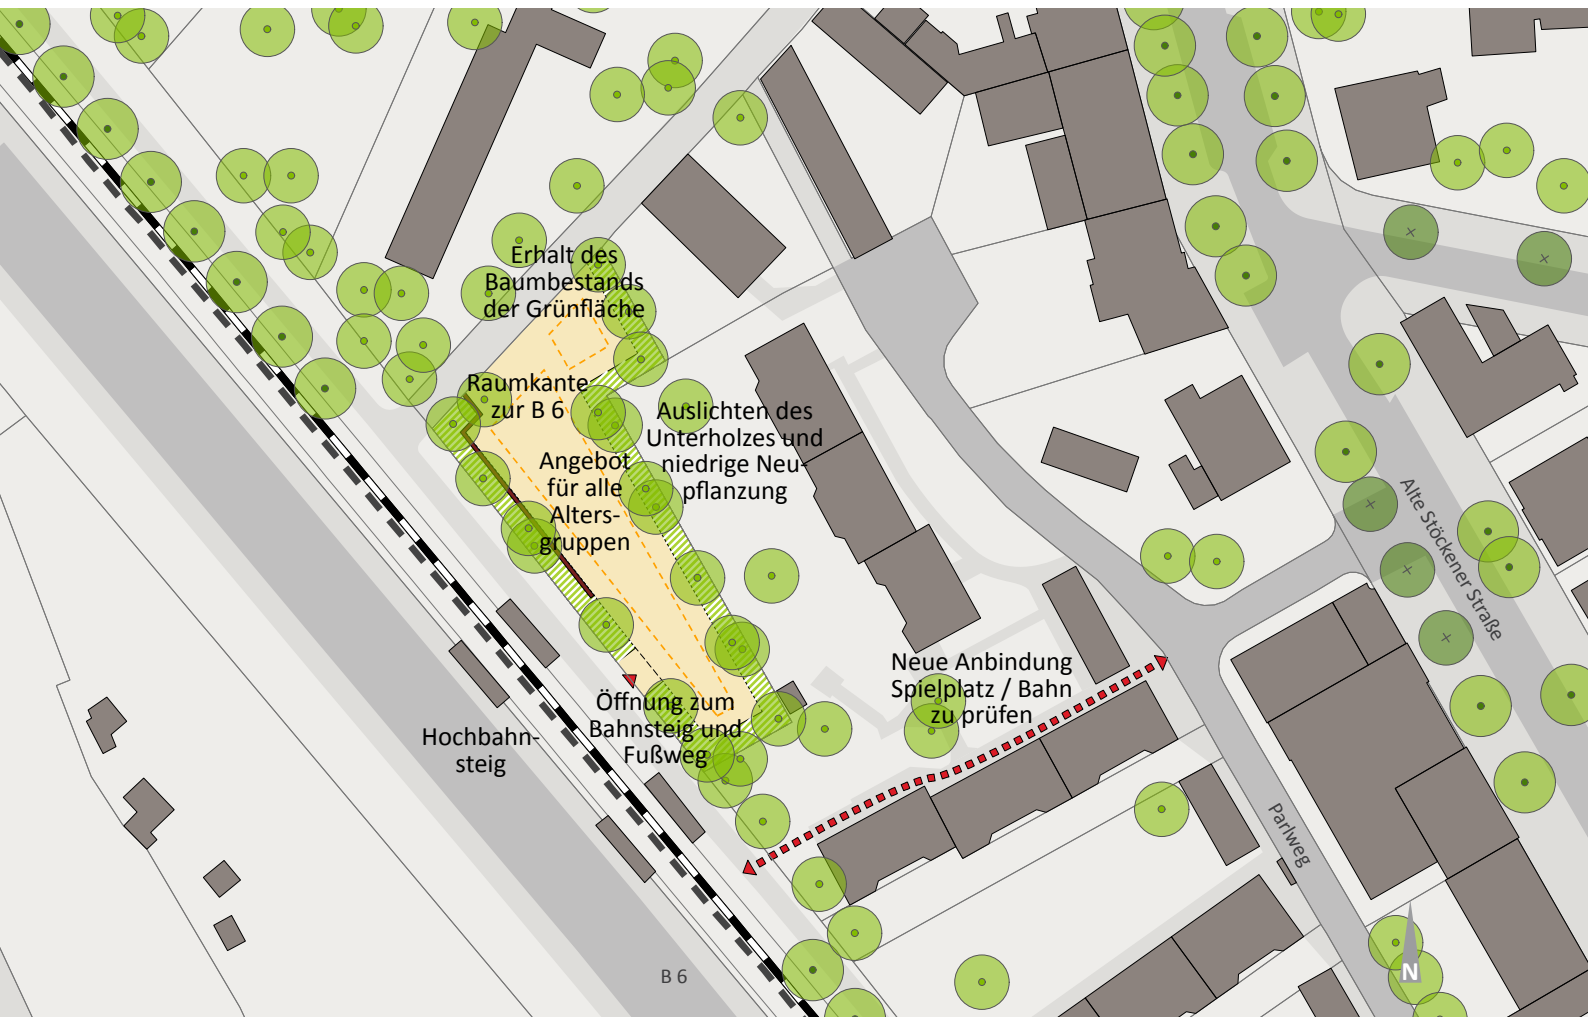 Erhalt des
Baumbestands
der Grünfläche
Raumkante
zur B 6
Auslichten des
Unterholzes und
niedrige Neu-
pflanzung
Angebot
für alle
Alters-
gruppen
Alte Stöckener Straße
Neue Anbindung
Spielplatz / Bahn
zu prüfen
Öffnung zum
Bahnsteig und
Fußweg
Hochbahn-
steig
Parlweg
B 6
N